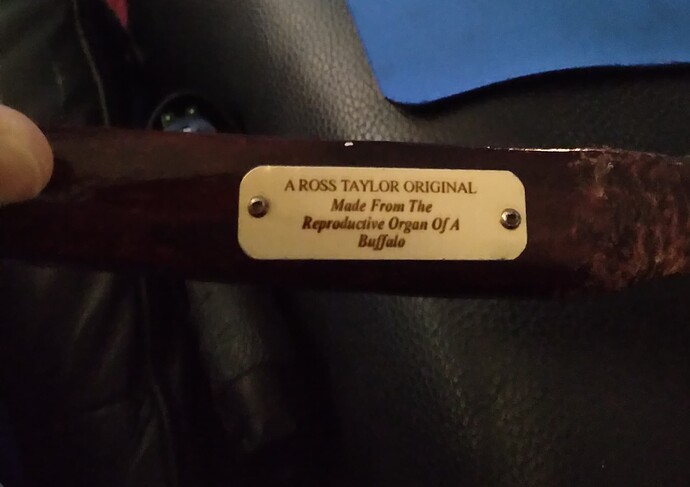 A ROSS TAYLOR ORIGINAL
Made From The
Reproductive Organ Of A
Buffalo